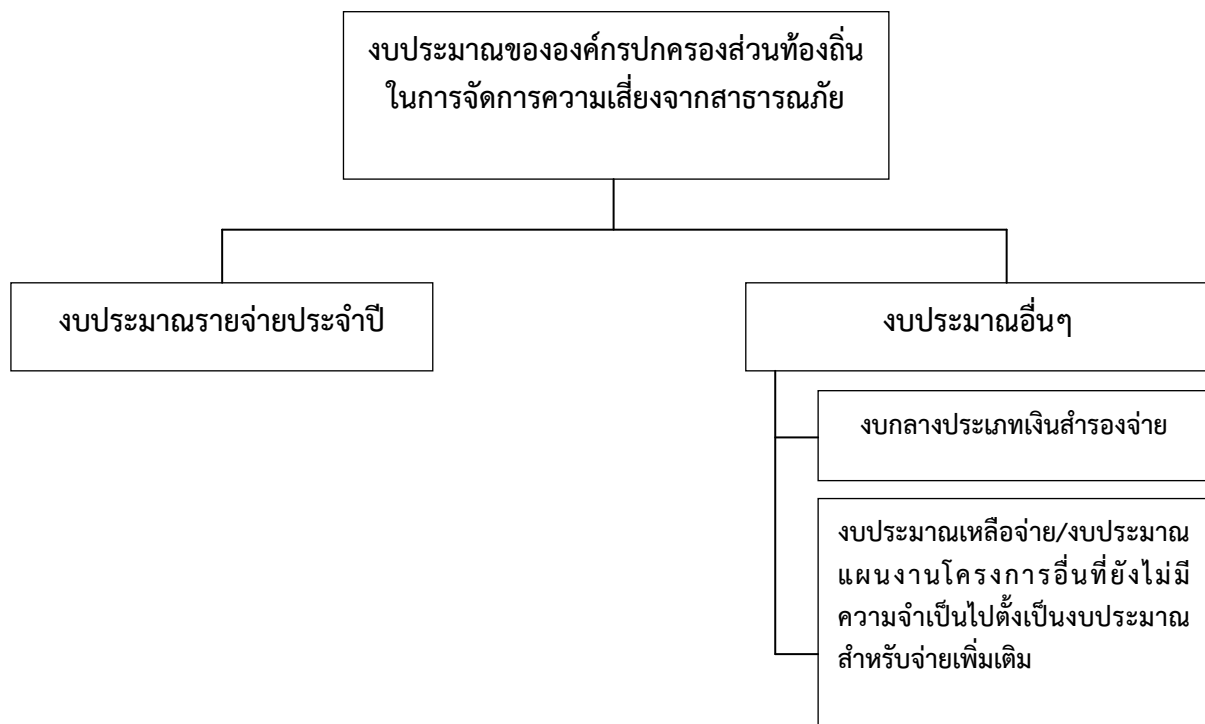 งบประมาณขององค์กรปกครองส่วนท้องถิ่น
ในการจัดการความเสี่ยงจากสาธารณภัย
งบประมาณรายจ่ายประจำปี
งบประมาณอื่นๆ
งบกลางประเภทเงินสำรองจ่าย
งบประมาณเหลือจ่าย/งบประมาณ
แผนงานโครงการอื่นที่ยังไม่มี
ความจำเป็นไปตั้งเป็นงบประมาณ
สำหรับจ่ายเพิ่มเติม